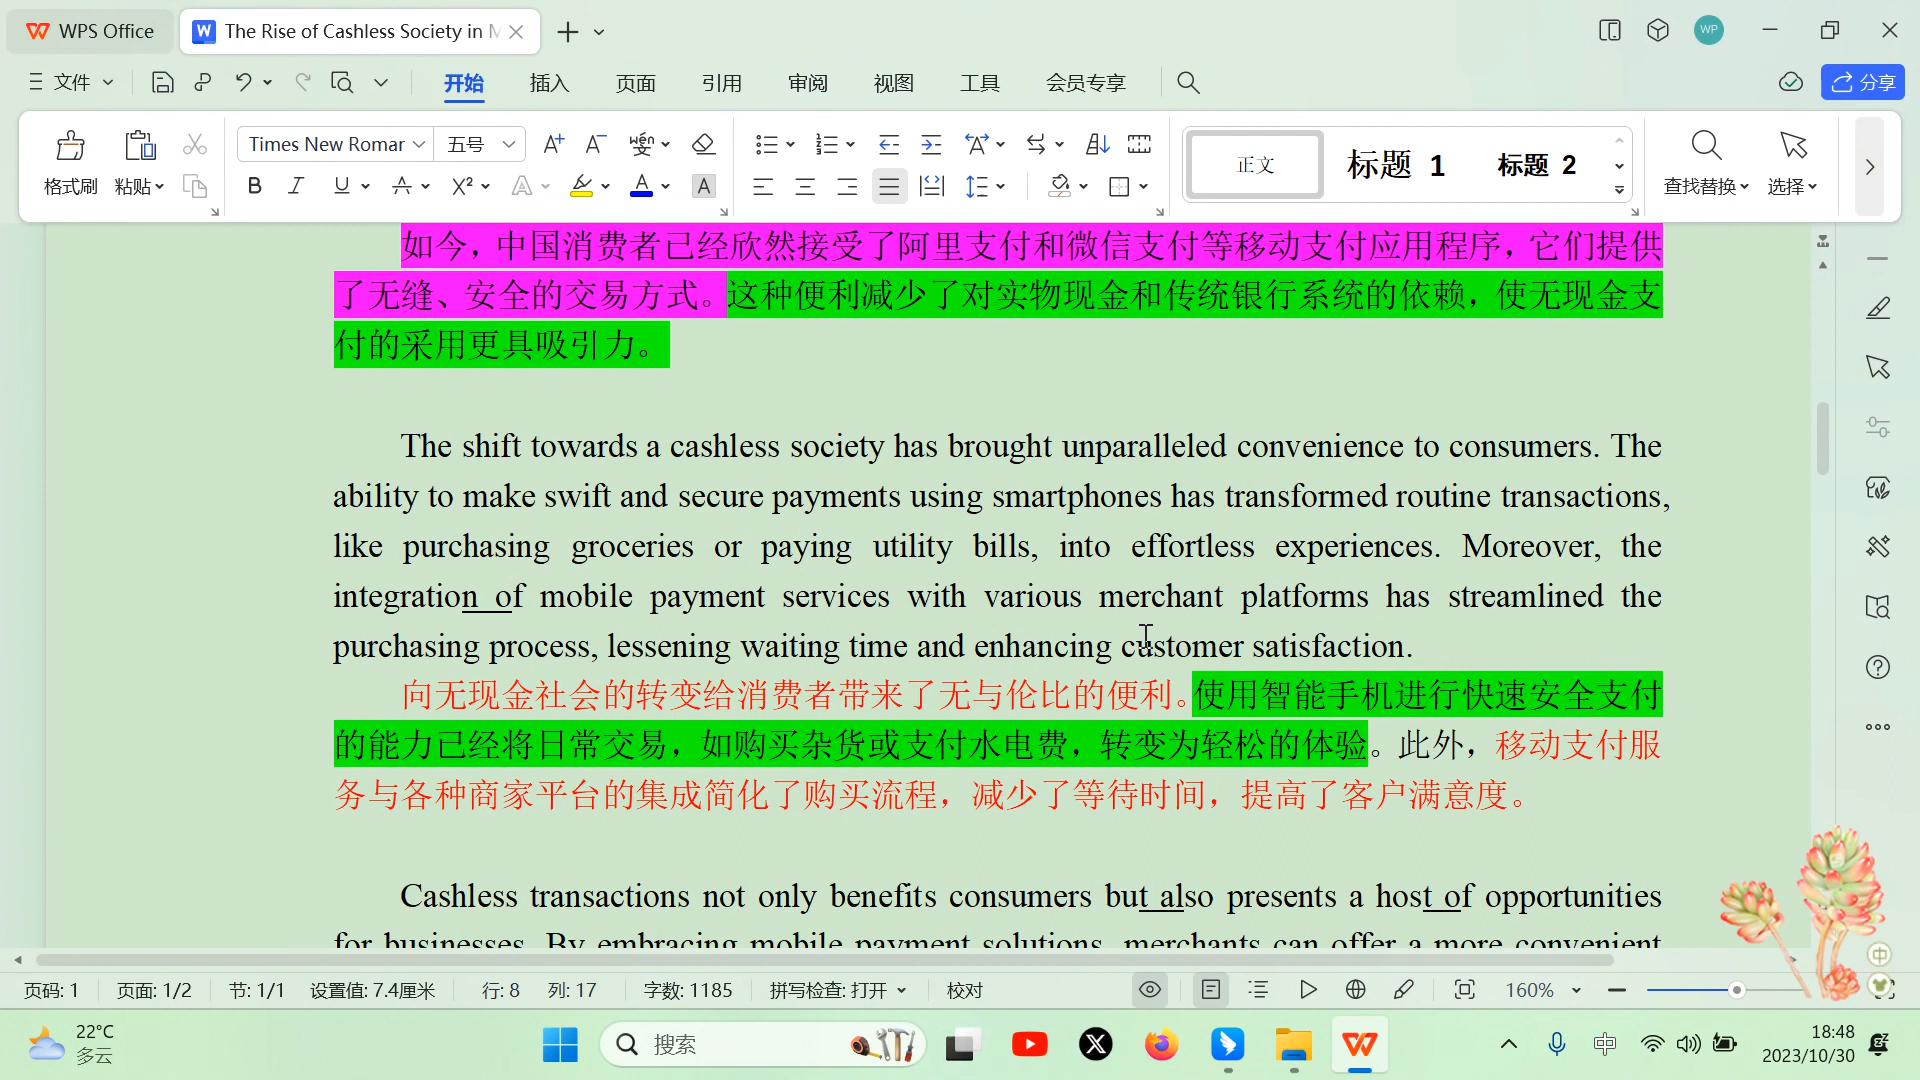 WPS Office
The Rise of Cashless Society in M
WP
文件
开始 插入 页面 引用 审阅 视图 工具 会员专享
分享
格式刷 粘贴
Times New Romar 五号
正文 标题 1 标题 2
查找替换 选择
如今，中国消费者已经欣然接受了阿里支付和微信支付等移动支付应用程序，它们提供
了无缝、安全的交易方式。这种便利减少了对实物现金和传统银行系统的依赖，使无现金支
付的采用更具吸引力。
The shift towards a cashless society has brought unparalleled convenience to consumers. The
ability to make swift and secure payments using smartphones has transformed routine transactions,
like purchasing groceries or paying utility bills, into effortless experiences. Moreover, the
integration of mobile payment services with various merchant platforms has streamlined the
purchasing process, lessening waiting time and enhancing customer satisfaction.
向无现金社会的转变给消费者带来了无与伦比的便利。使用智能手机进行快速安全支付
的能力已经将日常交易，如购买杂货或支付水电费，转变为轻松的体验。此外，移动支付服
务与各种商家平台的集成简化了购买流程，减少了等待时间，提高了客户满意度。
Cashless transactions not only benefits consumers but also presents a host of opportunities
for businesses. By embracing mobile payment solutions, merchants can offer a more convenient
页码: 1 页面: 1/2 节: 1/1 设置值: 7.4厘米 行: 8 列: 17 字数: 1185 拼写检查: 打开 校对 160%
22°C
多云
搜索
中
18:48
2023/10/30